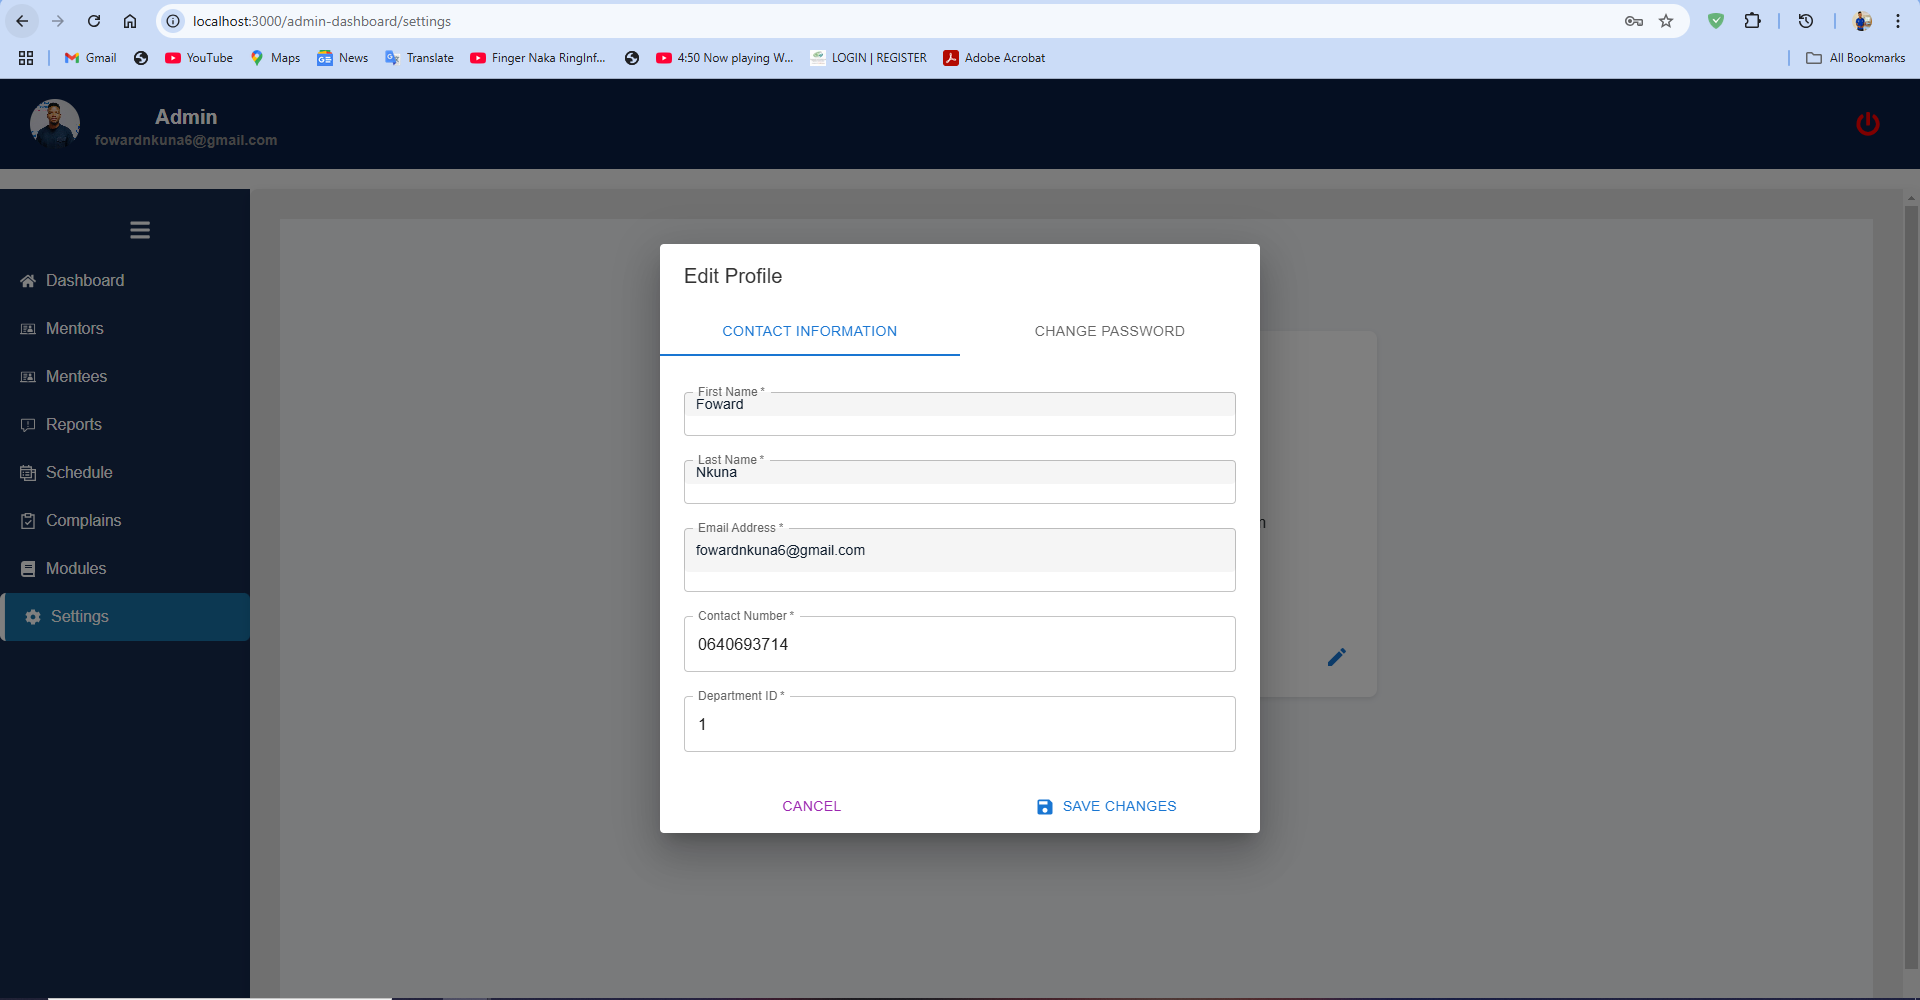 localhost:3000/admin-dashboard/settings
Gmail
YouTube
Maps
News
Translate
Finger Naka RingInf...
4:50 Now playing W...
LOGIN | REGISTER
Adobe Acrobat
All Bookmarks
Admin
fowardnkuna6@gmail.com
Dashboard
Mentors
Mentees
Reports
Schedule
Complains
Modules
Settings
Edit Profile
CONTACT INFORMATION
CHANGE PASSWORD
First Name *
Foward
Last Name *
Nkuna
Email Address *
fowardnkuna6@gmail.com
Contact Number *
0640693714
Department ID *
1
CANCEL
SAVE CHANGES